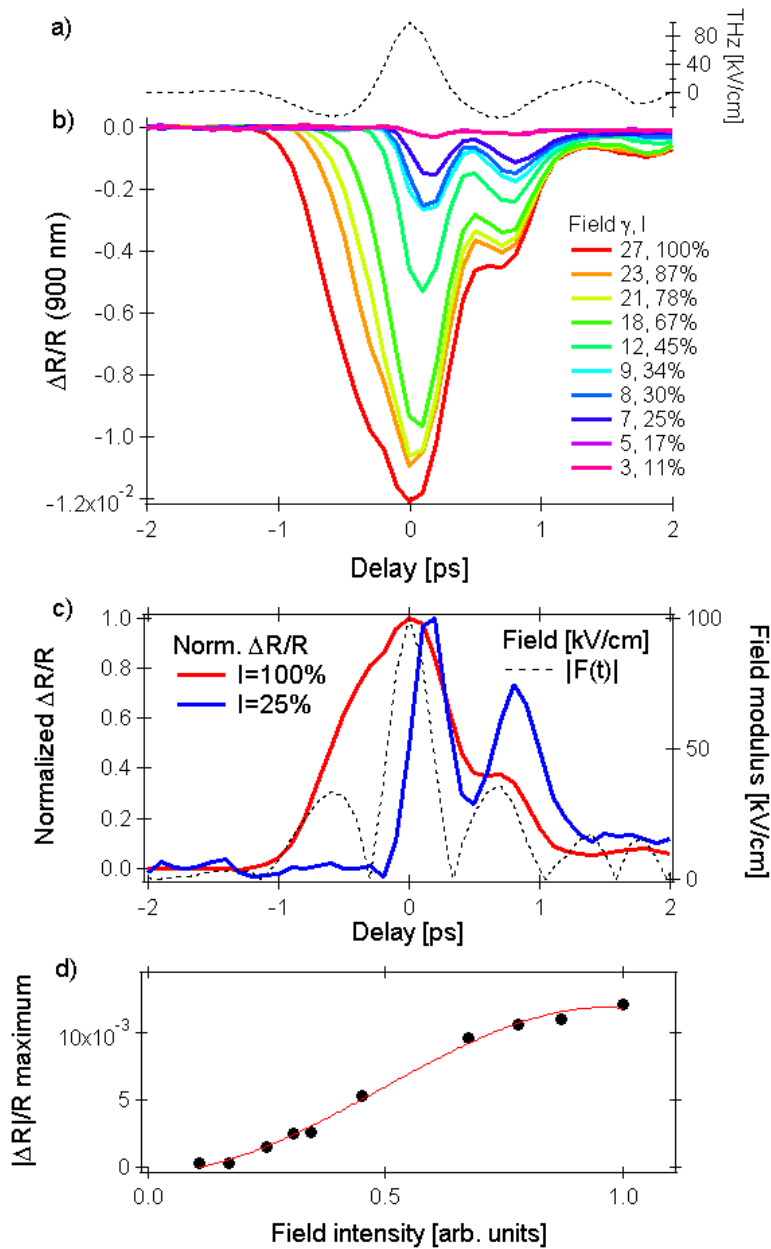 a)
80
40
0
THz [kV/cm]
b)
0.0
-0.2
-0.4
-0.6
-0.8
-1.0
-1.2x10⁻²
ΔR/R (900 nm)
Field γ, I
27, 100%
23, 87%
21, 78%
18, 67%
12, 45%
9, 34%
8, 30%
7, 25%
5, 17%
3, 11%
-2 -1 0 1 2
Delay [ps]
c)
1.0
0.8
0.6
0.4
0.2
0.0
Normalized ΔR/R
Norm. ΔR/R
I=100%
I=25%
Field [kV/cm]
|F(t)|
100
50
0
Field modulus [kV/cm]
-2 -1 0 1 2
Delay [ps]
d)
10x10⁻³
5
0
|ΔR|/R maximum
0.0 0.5 1.0
Field intensity [arb. units]